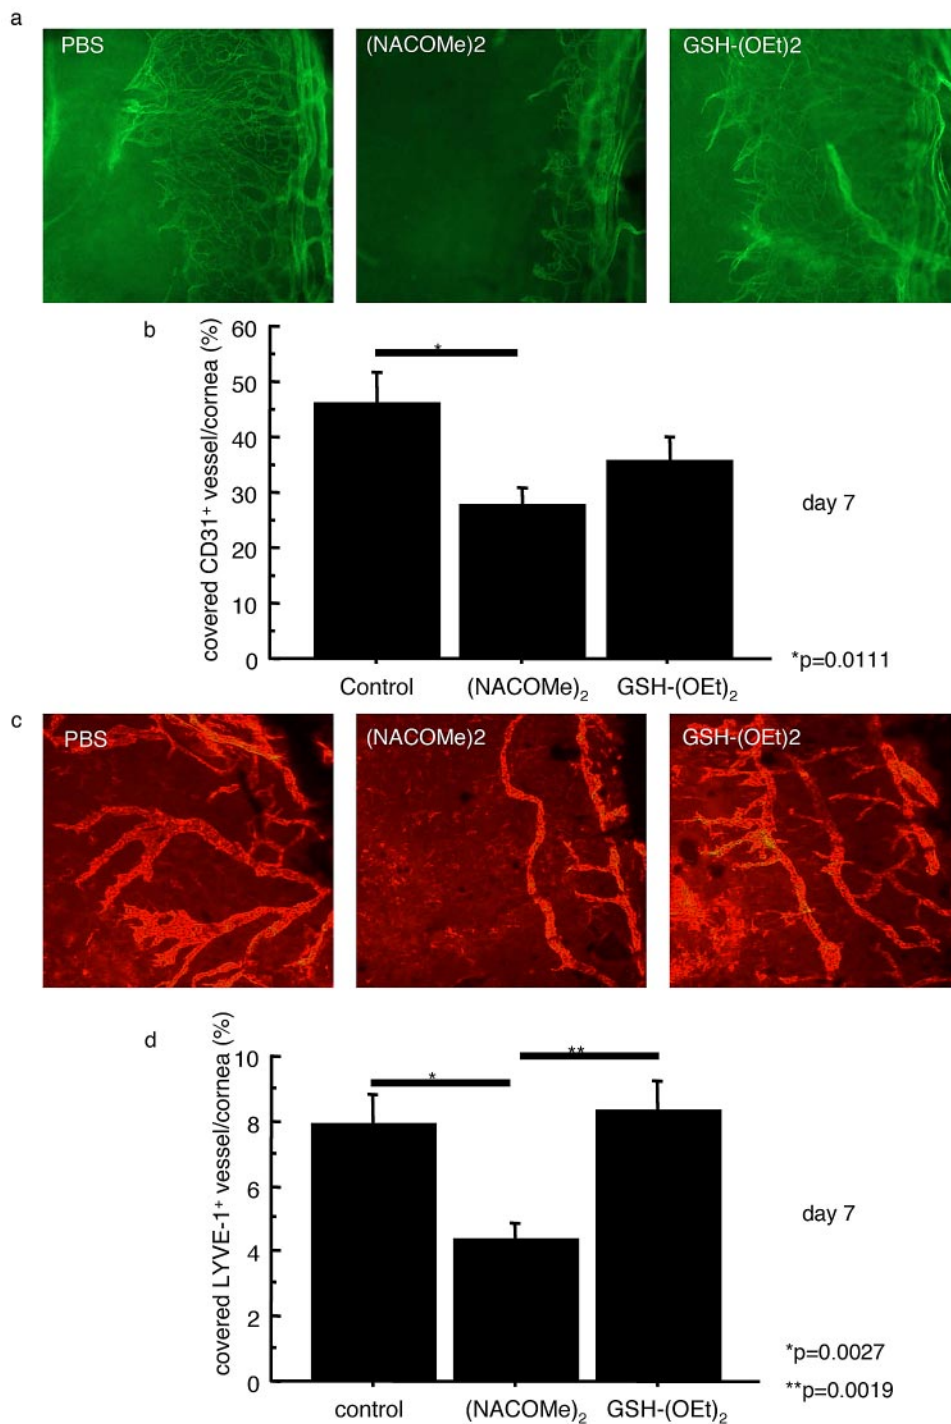 a
PBS
(NACOMe)2
GSH-(OEt)2
b
covered CD31⁺ vessel/cornea (%)
60
50
40
30
20
10
0
*
day 7
*p=0.0111
Control
(NACOMe)₂
GSH-(OEt)₂
c
PBS
(NACOMe)2
GSH-(OEt)2
d
covered LYVE-1⁺ vessel/cornea (%)
10
8
6
4
2
0
*
**
day 7
*p=0.0027
**p=0.0019
control
(NACOMe)₂
GSH-(OEt)₂